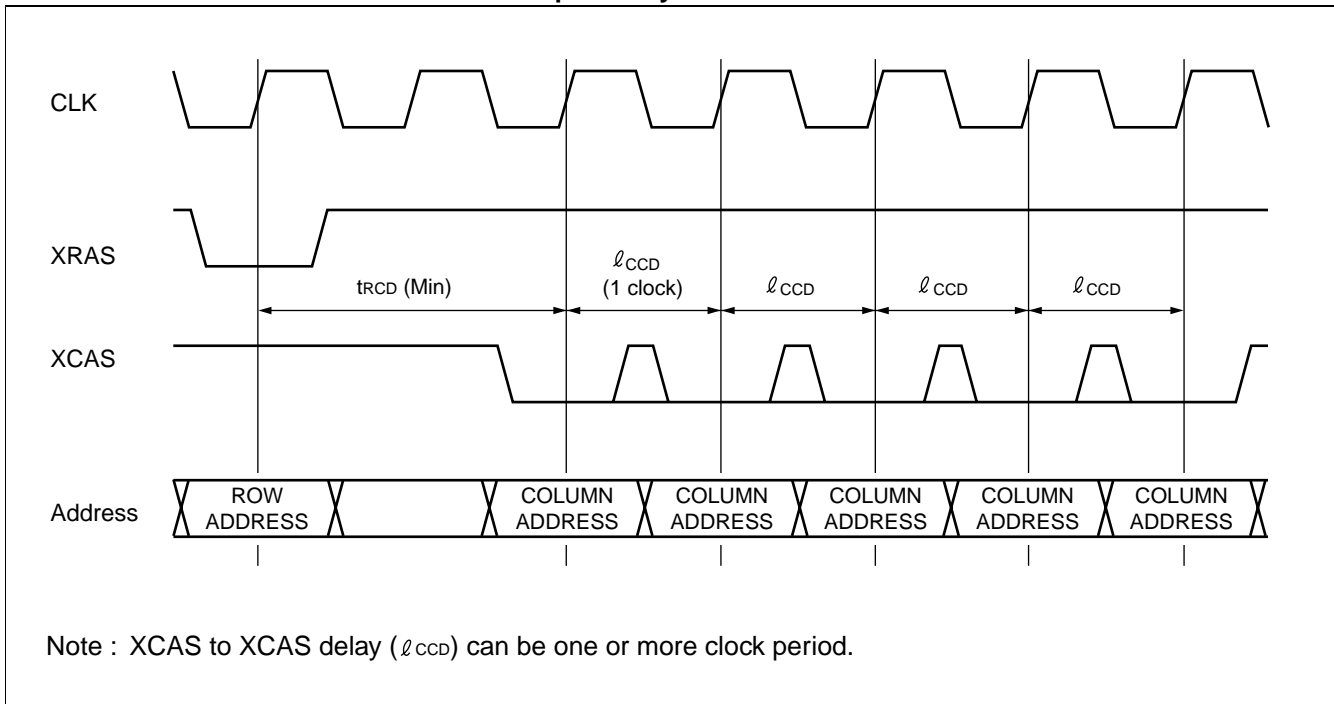 CLK
XRAS
tRCD (Min)
ℓCCD
(1 clock)
ℓCCD
ℓCCD
ℓCCD
XCAS
Address
ROW
ADDRESS
COLUMN
ADDRESS
COLUMN
ADDRESS
COLUMN
ADDRESS
COLUMN
ADDRESS
COLUMN
ADDRESS
Note : XCAS to XCAS delay (ℓCCD) can be one or more clock period.